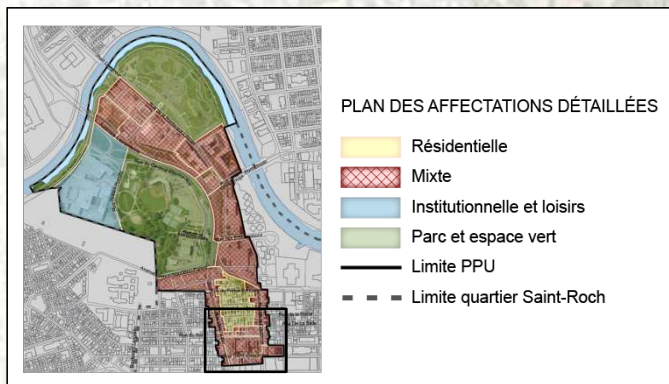 PLAN DES AFFECTATIONS DÉTAILLÉES
Résidentielle
Mixte
Institutionnelle et loisirs
Parc et espace vert
Limite PPU
Limite quartier Saint-Roch